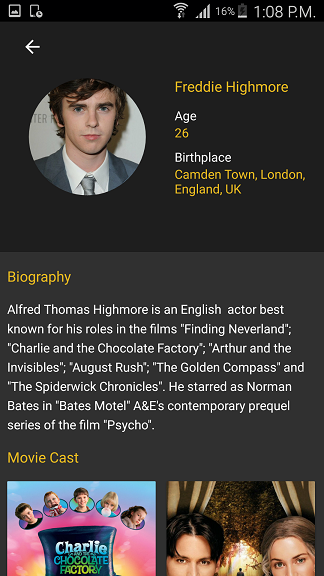 16% 1:08 P.M.
Freddie Highmore
Age
26
Birthplace
Camden Town, London,
England, UK
Biography
Alfred Thomas Highmore is an English actor best
known for his roles in the films "Finding Neverland";
"Charlie and the Chocolate Factory"; "Arthur and the
Invisibles"; "August Rush"; "The Golden Compass" and
"The Spiderwick Chronicles". He starred as Norman
Bates in "Bates Motel" A&E's contemporary prequel
series of the film "Psycho".
Movie Cast
Charlie
AND THE
CHOCOLATE
FACTORY